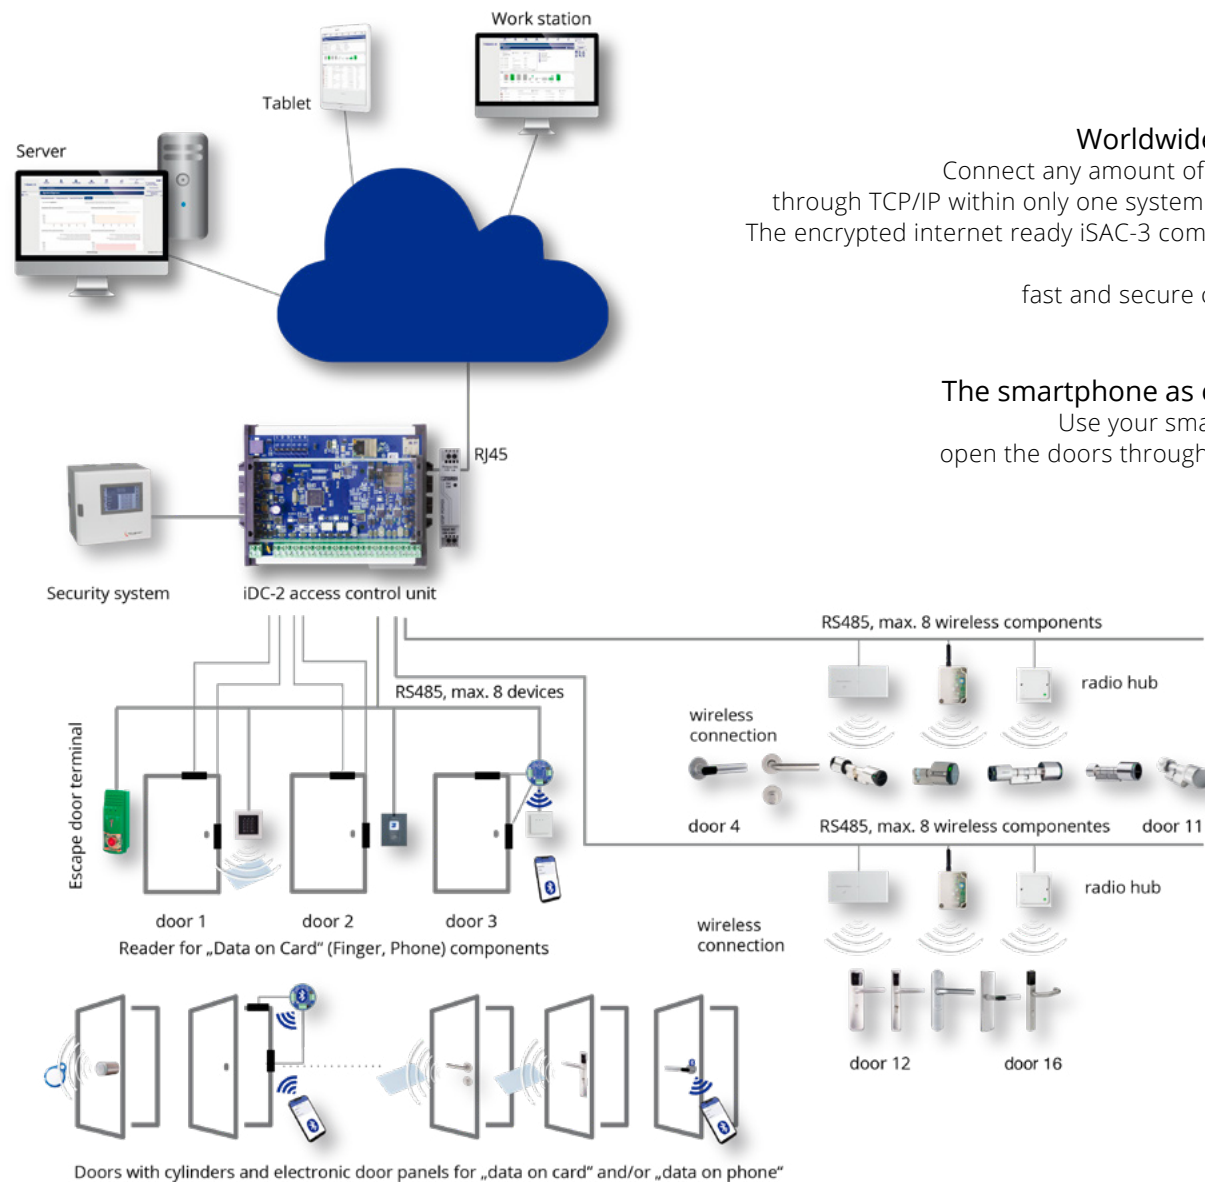 Work station
Tablet
Server
Worldwide
Connect any amount of
through TCP/IP within only one system
The encrypted internet ready iSAC-3 com
fast and secure
The smartphone as
Use your sma
open the doors through
RJ45
Security system
iDC-2 access control unit
RS485, max. 8 wireless components
radio hub
RS485, max. 8 devices
wireless
connection
Escape door terminal
door 4
RS485, max. 8 wireless componentes
door 11
radio hub
door 1
door 2
door 3
wireless
connection
Reader for „Data on Card“ (Finger, Phone) components
door 12
door 16
Doors with cylinders and electronic door panels for „data on card“ and/or „data on phone“